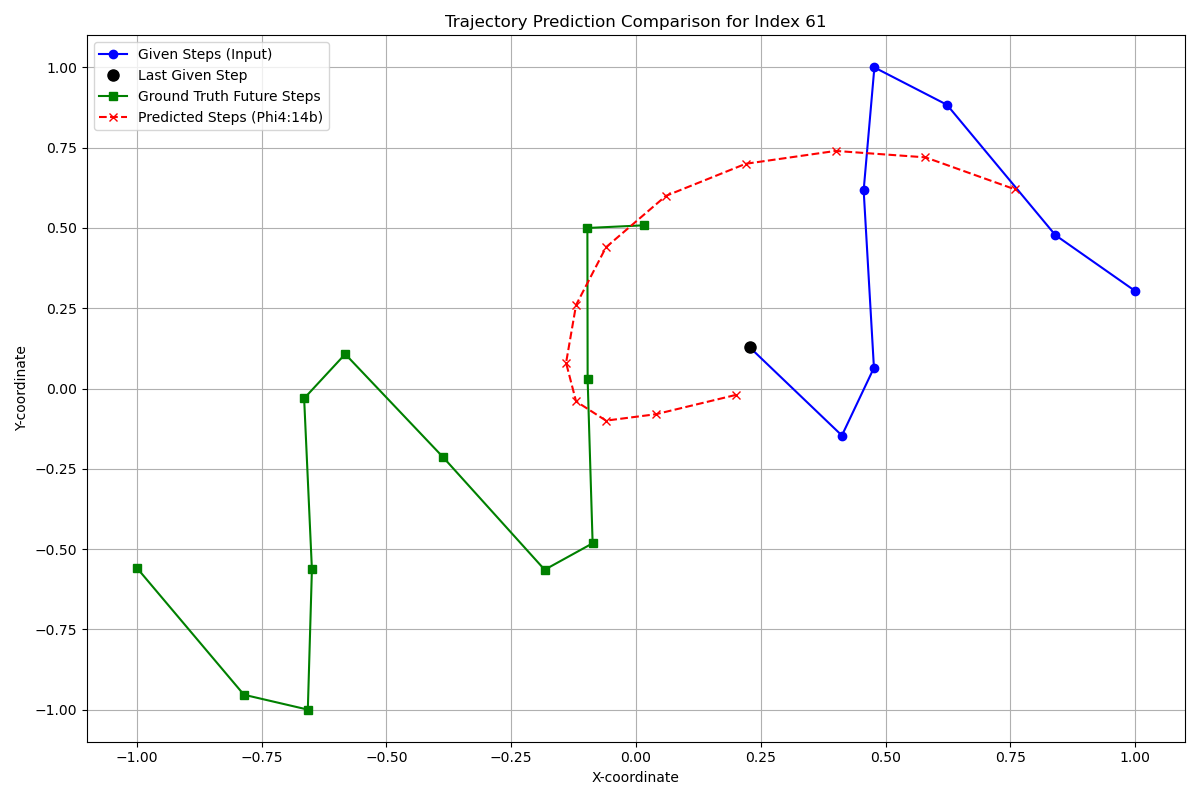 Trajectory Prediction Comparison for Index 61
Given Steps (Input)
Last Given Step
Ground Truth Future Steps
Predicted Steps (Phi4:14b)
Y-coordinate
1.00
0.75
0.50
0.25
0.00
−0.25
−0.50
−0.75
−1.00
−1.00 −0.75 −0.50 −0.25 0.00 0.25 0.50 0.75 1.00
X-coordinate